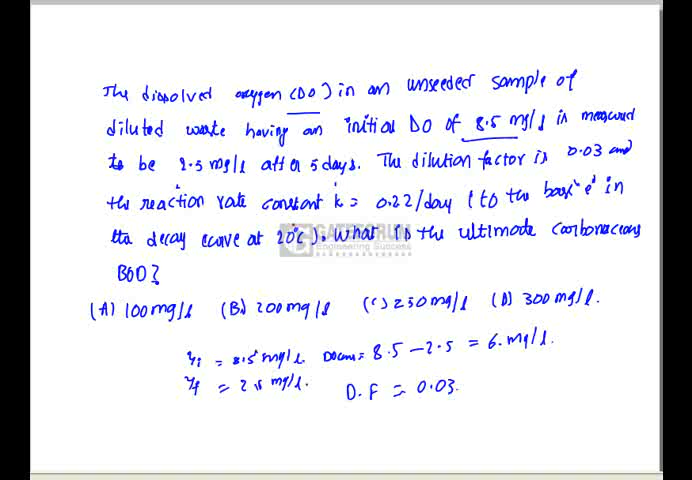 The dissolved oxygen (DO) in an unseeded sample of
diluted waste having an initial DO of 8.5 mg/l is measured
to be 2.5 mg/l after 5 days. The dilution factor is 0.03 and
the reaction rate constant k = 0.22/day (to the base 'e' in
the decay curve at 20°C). What is the ultimate carbonaceous
GATEFORUM
Engineering Success
BOD?
(A) 100 mg/l (B) 200 mg/l (C) 250 mg/l (D) 300 mg/l.
= 8.5 mg/l. = 8.5 - 2.5 = 6. mg/l.
= 2.5 mg/l. D.F = 0.03.